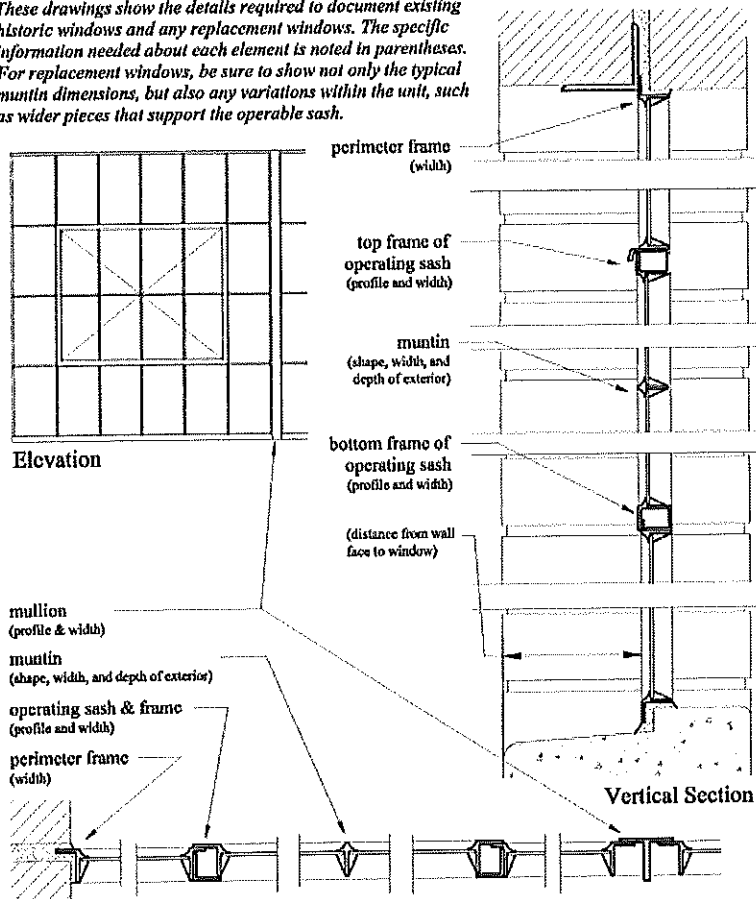 These drawings show the details required to document existing
historic windows and any replacement windows. The specific
information needed about each element is noted in parentheses.
For replacement windows, be sure to show not only the typical
muntin dimensions, but also any variations within the unit, such
as wider pieces that support the operable sash.
perimeter frame
(width)
top frame of
operating sash
(profile and width)
muntin
(shape, width, and
depth of exterior)
Elevation
bottom frame of
operating sash
(profile and width)
(distance from wall
face to window)
mullion
(profile & width)
muntin
(shape, width, and depth of exterior)
operating sash & frame
(profile and width)
perimeter frame
(width)
Vertical Section